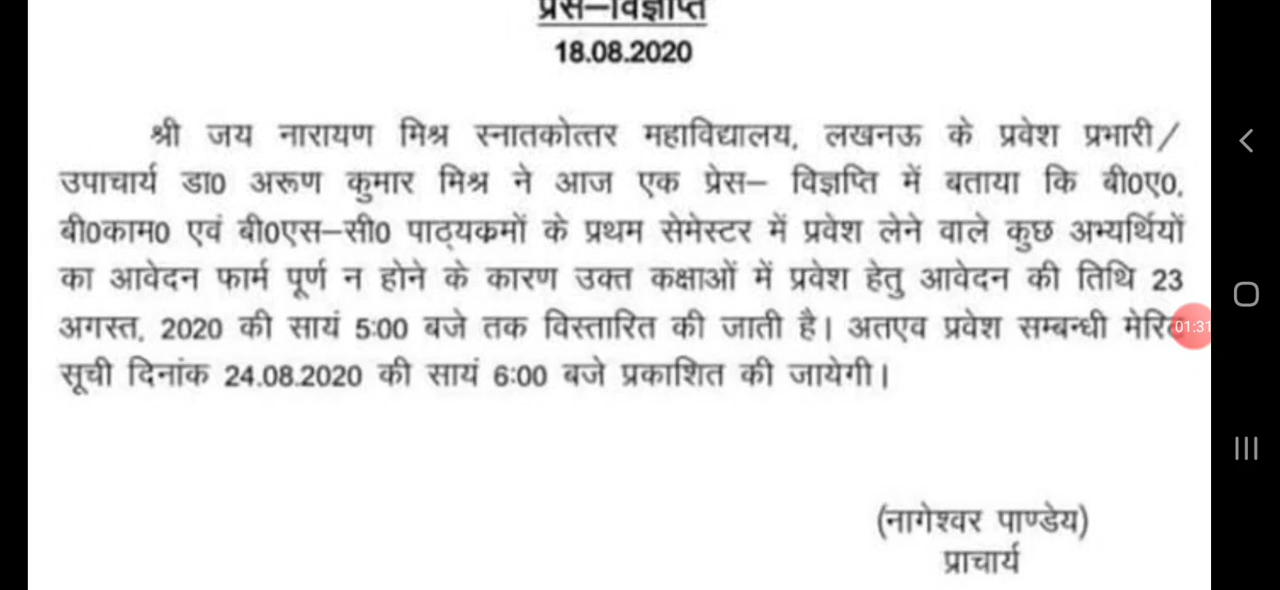 प्रेस–विज्ञप्ति
18.08.2020
श्री जय नारायण मिश्र स्नातकोत्तर महाविद्यालय, लखनऊ के प्रवेश प्रभारी/
उपाचार्य डा0 अरूण कुमार मिश्र ने आज एक प्रेस– विज्ञप्ति में बताया कि बी0ए0,
बी0काम0 एवं बी0एस–सी0 पाठ्यकमों के प्रथम सेमेस्टर में प्रवेश लेने वाले कुछ अभ्यर्थियों
का आवेदन फार्म पूर्ण न होने के कारण उक्त कक्षाओं में प्रवेश हेतु आवेदन की तिथि 23
अगस्त, 2020 की सायं 5:00 बजे तक विस्तारित की जाती है। अतएव प्रवेश सम्बन्धी
सूची दिनांक 24.08.2020 की सायं 6:00 बजे प्रकाशित की जायेगी।
(नागेश्वर पाण्डेय)
प्राचार्य
01:31